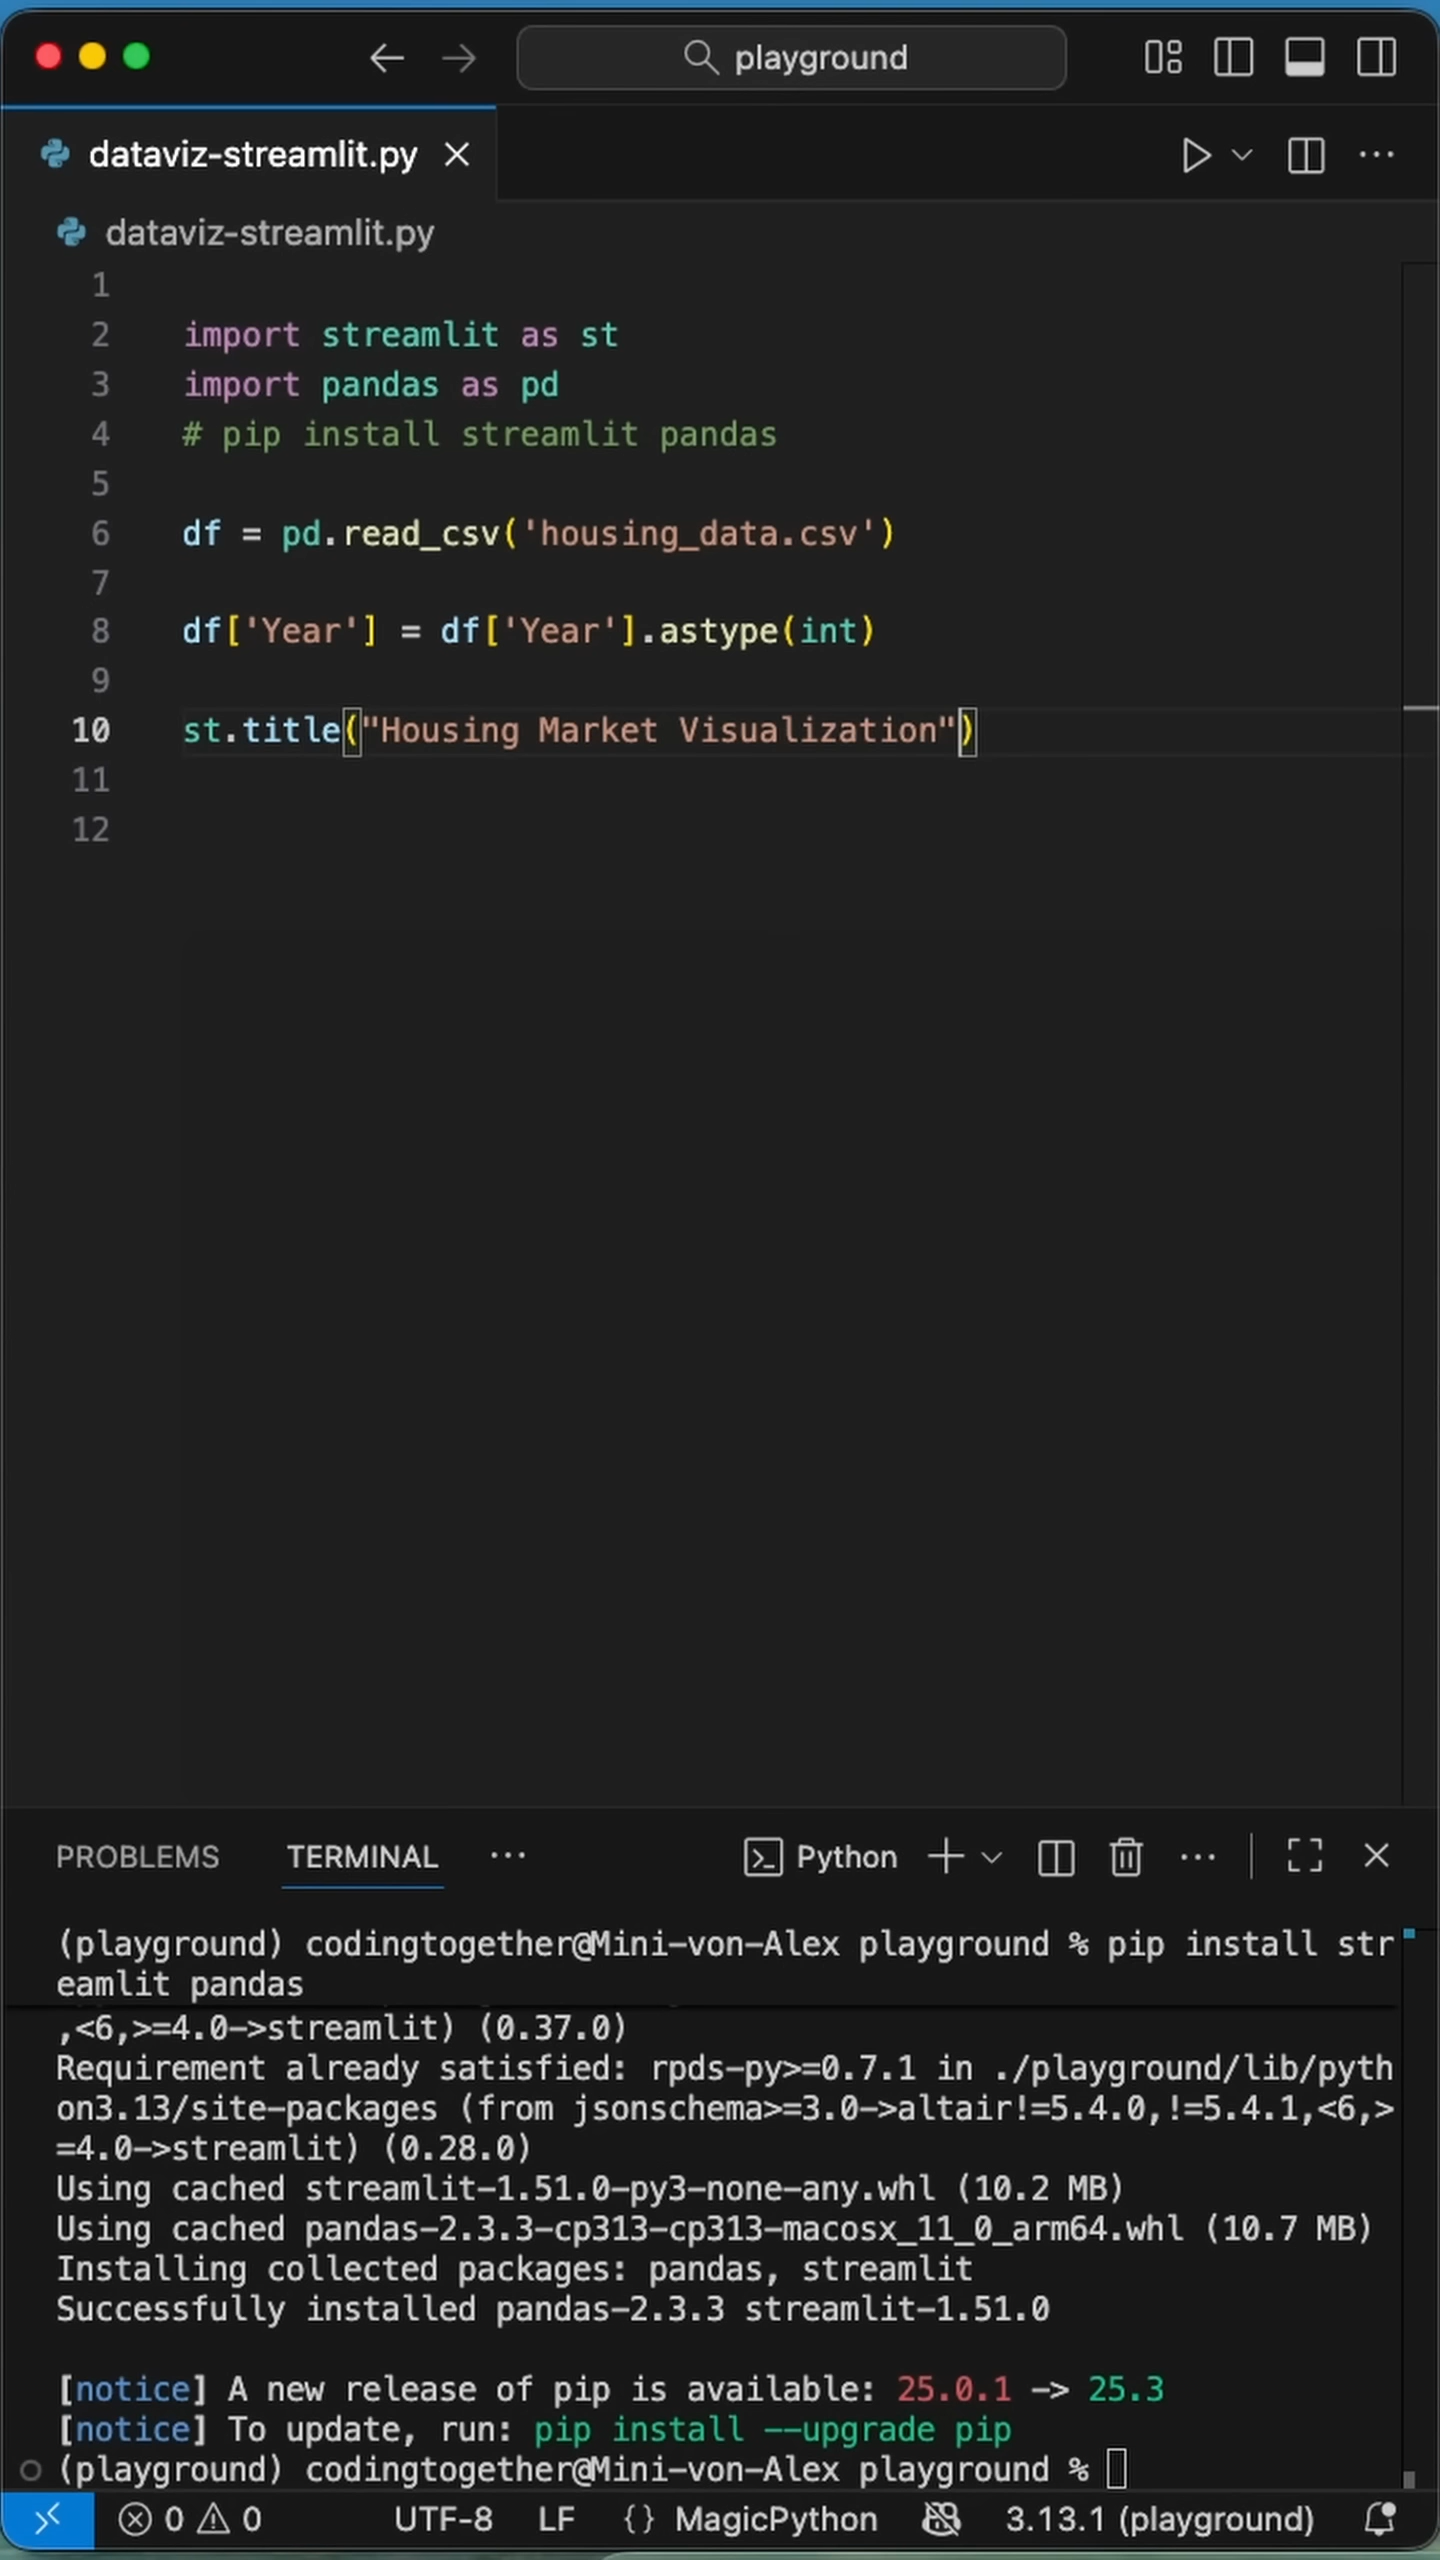 playground
dataviz-streamlit.py
dataviz-streamlit.py
1
2 import streamlit as st
3 import pandas as pd
4 # pip install streamlit pandas
5
6 df = pd.read_csv('housing_data.csv')
7
8 df['Year'] = df['Year'].astype(int)
9
10 st.title("Housing Market Visualization")
11
12
PROBLEMS TERMINAL ... Python
(playground) codingtogether@Mini-von-Alex playground % pip install str
eamlit pandas
,<6,>=4.0->streamlit) (0.37.0)
Requirement already satisfied: rpds-py>=0.7.1 in ./playground/lib/pyth
on3.13/site-packages (from jsonschema>=3.0->altair!=5.4.0,!=5.4.1,<6,>
=4.0->streamlit) (0.28.0)
Using cached streamlit-1.51.0-py3-none-any.whl (10.2 MB)
Using cached pandas-2.3.3-cp313-cp313-macosx_11_0_arm64.whl (10.7 MB)
Installing collected packages: pandas, streamlit
Successfully installed pandas-2.3.3 streamlit-1.51.0
[notice] A new release of pip is available: 25.0.1 -> 25.3
[notice] To update, run: pip install --upgrade pip
(playground) codingtogether@Mini-von-Alex playground %
0 0 UTF-8 LF {} MagicPython 3.13.1 (playground)